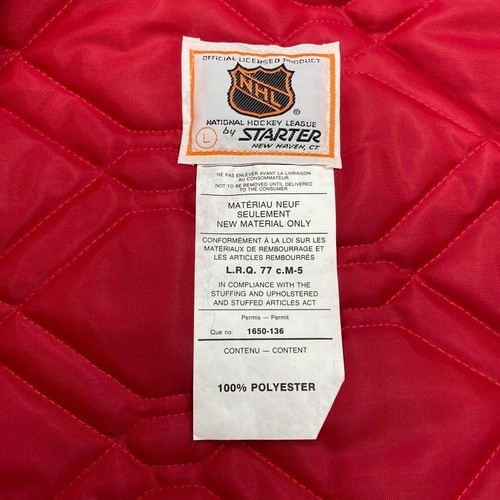 OFFICIAL LICENSED PRODUCT
NHL
®
NATIONAL HOCKEY LEAGUE
L
by STARTER
NEW HAVEN, CT
NE PAS ENLEVER AVANT LA LIVRAISON
AU CONSOMMATEUR
NOT TO BE REMOVED UNTIL DELIVERED
TO THE CONSUMER
MATÉRIAU NEUF
SEULEMENT
NEW MATERIAL ONLY
CONFORMÉMENT À LA LOI SUR LES
MATÉRIAUX DE REMBOURRAGE ET
LES ARTICLES REMBOURRÉS
L.R.Q. 77 c.M-5
IN COMPLIANCE WITH THE
STUFFING AND UPHOLSTERED
AND STUFFED ARTICLES ACT
Permis — Permit
Que no: 1650-136
CONTENU — CONTENT
100% POLYESTER